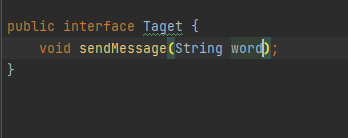 public interface Taget {
    void sendMessage(String word);
}